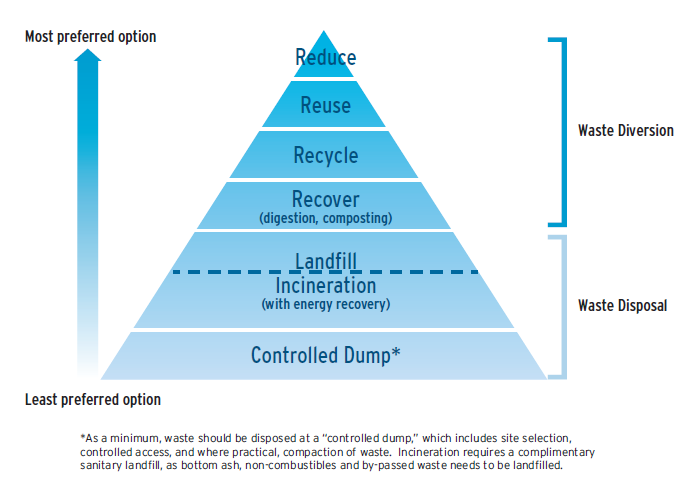 Most preferred option
Reduce
Reuse
Recycle
Recover
(digestion, composting)
Waste Diversion
Landfill
Incineration
(with energy recovery)
Waste Disposal
Controlled Dump*
Least preferred option
*As a minimum, waste should be disposed at a “controlled dump,” which includes site selection,
controlled access, and where practical, compaction of waste. Incineration requires a complimentary
sanitary landfill, as bottom ash, non-combustibles and by-passed waste needs to be landfilled.